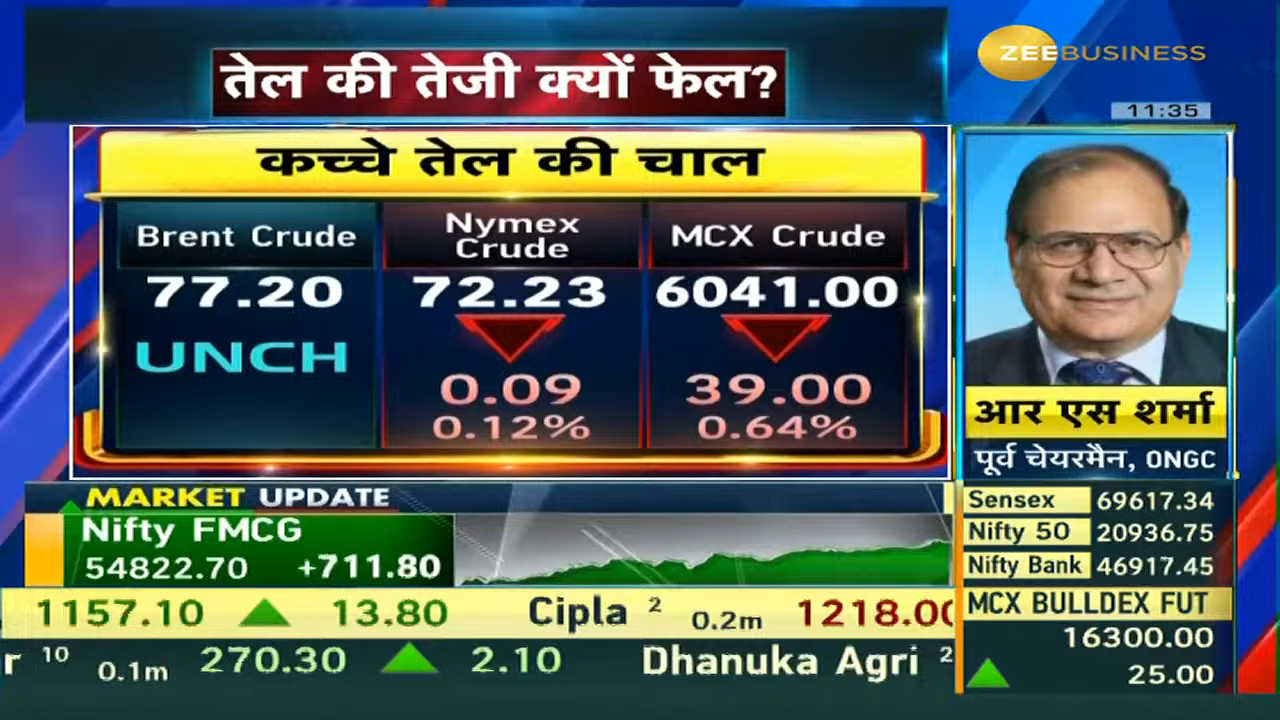 तेल की तेजी क्यों फेल?
ZEEBUSINESS
11:35
कच्चे तेल की चाल
Brent Crude
77.20
UNCH
Nymex
Crude
72.23
0.09
0.12%
MCX Crude
6041.00
39.00
0.64%
आर एस शर्मा
पूर्व चेयरमैन, ONGC
MARKET UPDATE
Nifty FMCG
54822.70 +711.80
Sensex 69617.34
Nifty 50 20936.75
Nifty Bank 46917.45
MCX BULLDEX FUT
16300.00
25.00
1157.10 13.80 Cipla 2 0.2m 1218.00
r 10 0.1m 270.30 2.10 Dhanuka Agri 2